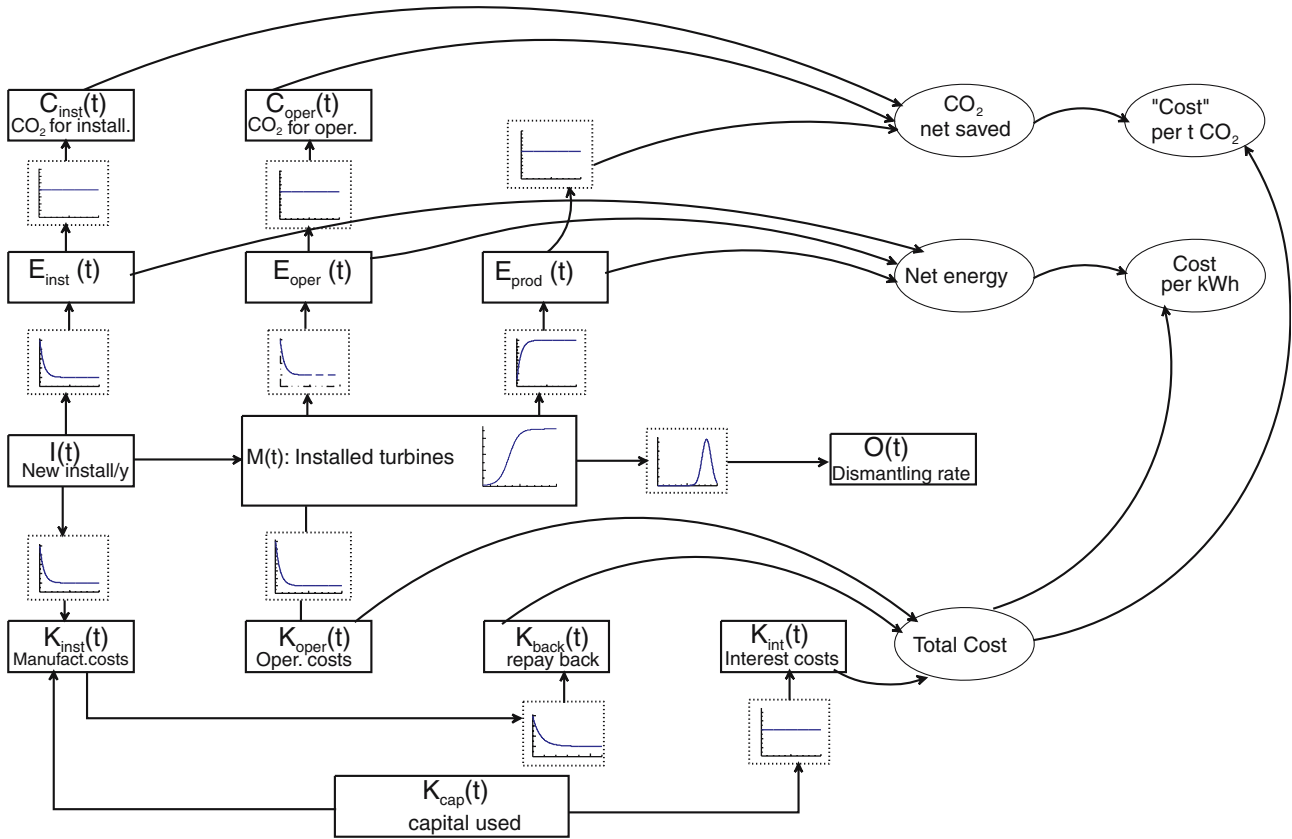 C_inst(t)
CO₂ for install.
C_oper(t)
CO₂ for oper.
CO₂
net saved
"Cost"
per t CO₂
E_inst (t)
E_oper (t)
E_prod (t)
Net energy
Cost
per kWh
I(t)
New install/y
M(t): Installed turbines
O(t)
Dismantling rate
K_inst(t)
Manufact.costs
K_oper(t)
Oper. costs
K_back(t)
repay back
K_int(t)
Interest costs
Total Cost
K_cap(t)
capital used